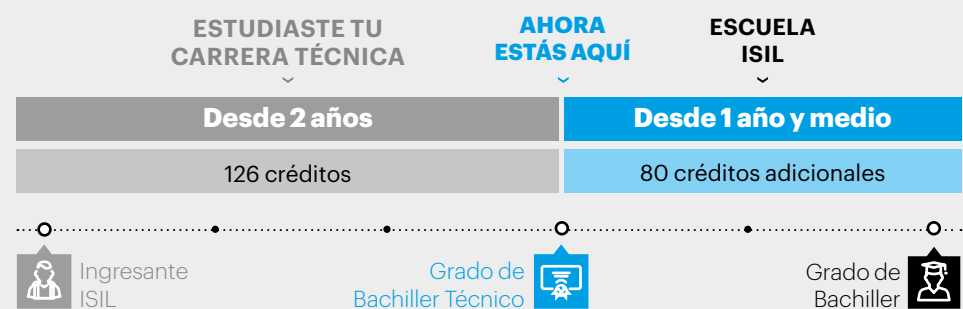 ESTUDIASTE TU
CARRERA TÉCNICA
AHORA
ESTÁS AQUÍ
ESCUELA
ISIL
Desde 2 años
Desde 1 año y medio
126 créditos
80 créditos adicionales
Ingresante
ISIL
Grado de
Bachiller Técnico
Grado de
Bachiller